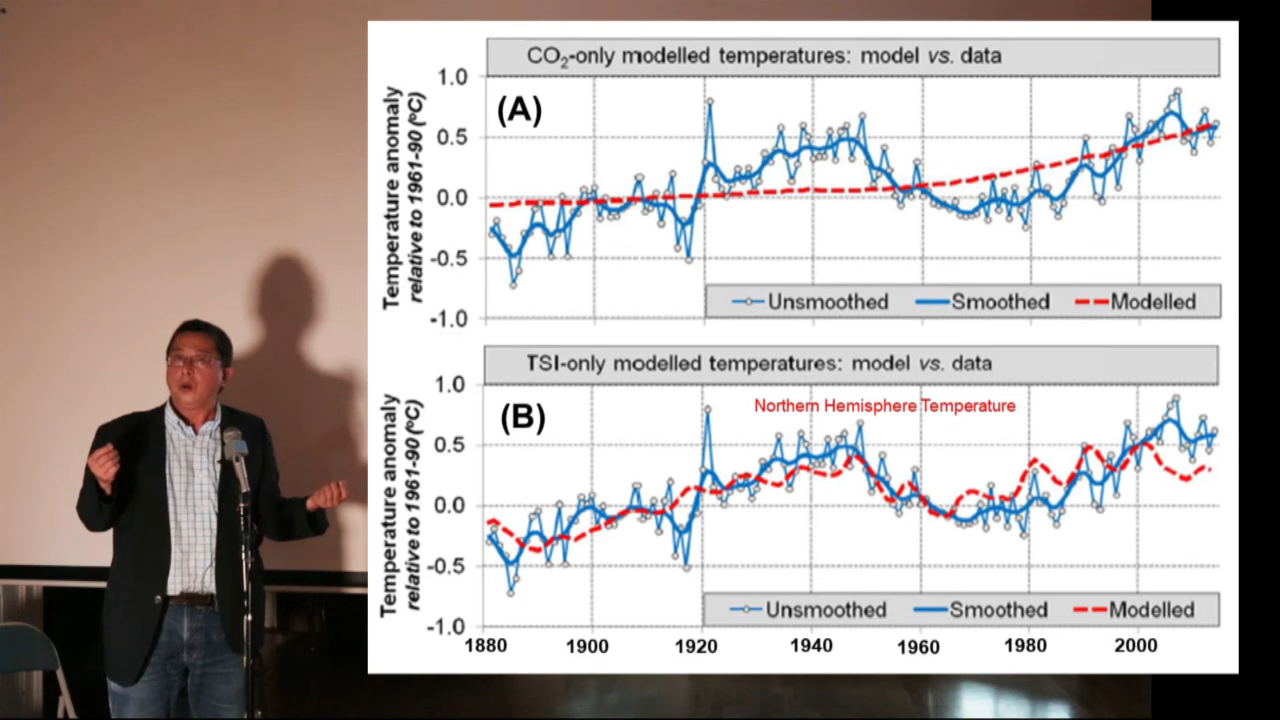 CO₂-only modelled temperatures: model vs. data
1.0
(A)
0.5
0.0
-0.5
-1.0
Temperature anomaly
relative to 1961-90 (ºC)
Unsmoothed Smoothed Modelled
TSI-only modelled temperatures: model vs. data
1.0
Northern Hemisphere Temperature
(B)
0.5
0.0
-0.5
-1.0
Temperature anomaly
relative to 1961-90 (ºC)
Unsmoothed Smoothed Modelled
1880 1900 1920 1940 1960 1980 2000